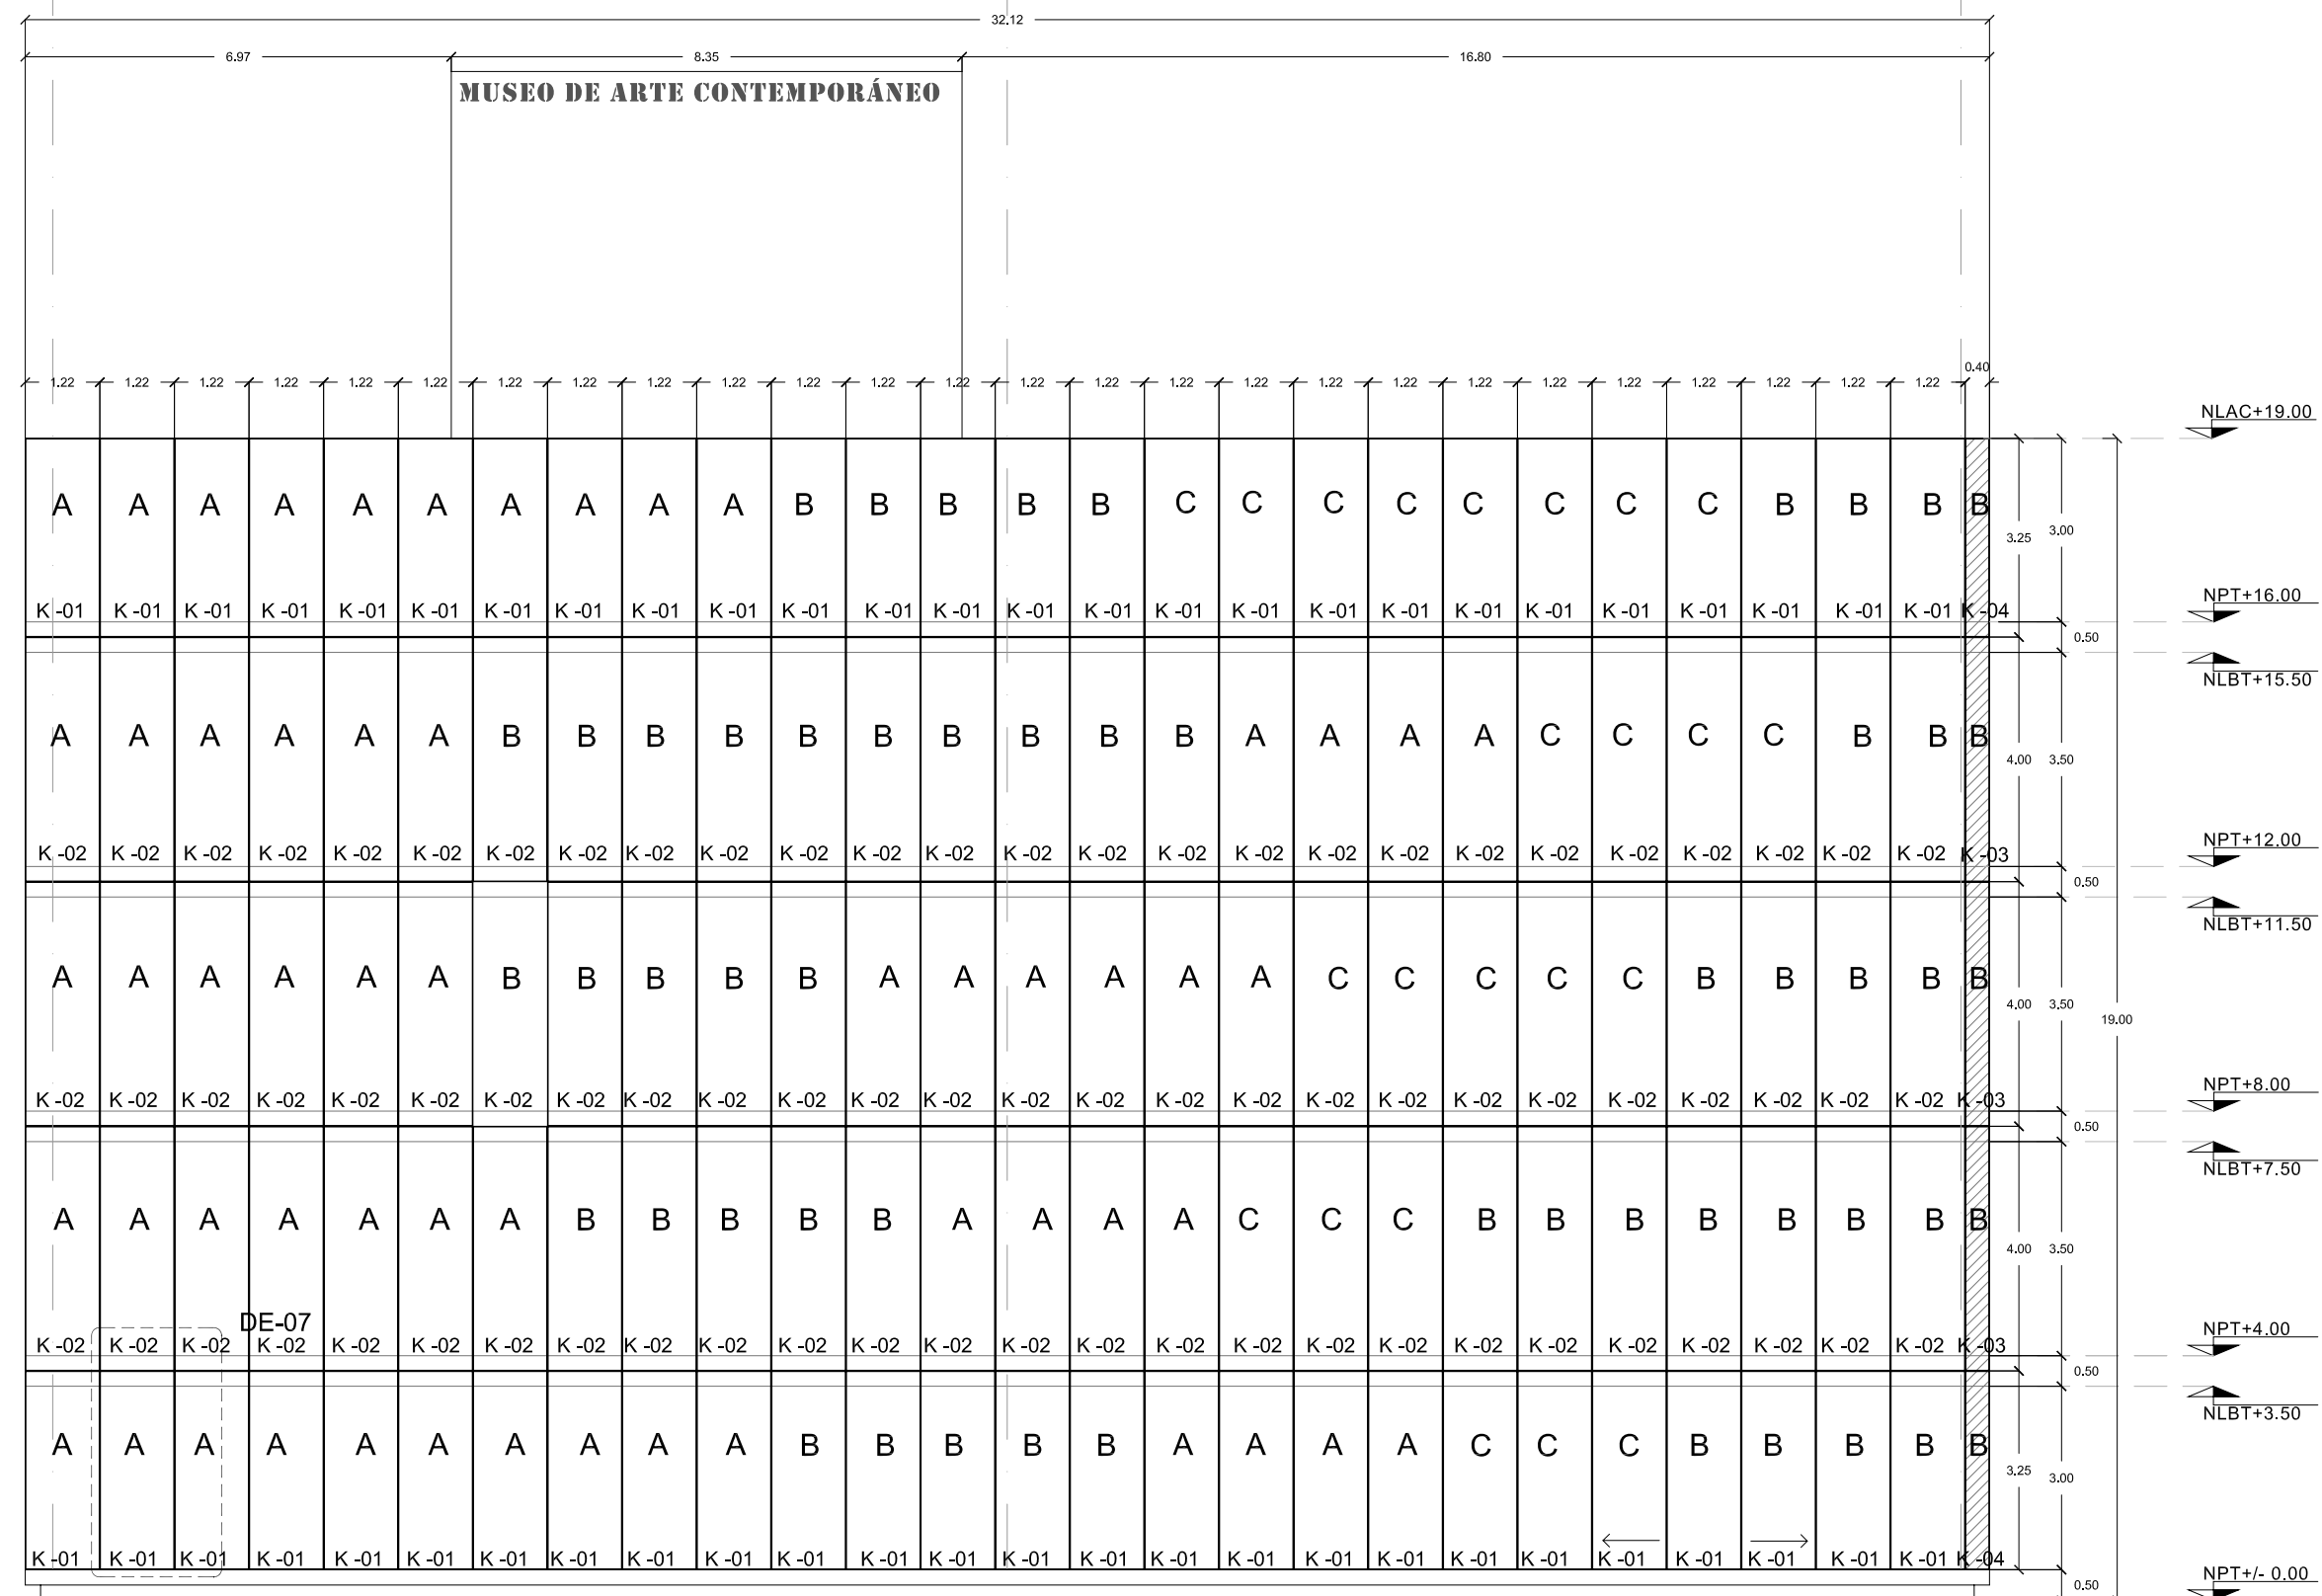 32.12
6.97 8.35 16.80
MUSEO DE ARTE CONTEMPORÁNEO
0.40
1.22 1.22 1.22 1.22 1.22 1.22 1.22 1.22 1.22 1.22 1.22 1.22 1.22 1.22 1.22 1.22 1.22 1.22 1.22 1.22 1.22 1.22 1.22 1.22 1.22 1.22
NLAC+19.00
A A A A A A A A A A B B B B B C C C C C C C C B B B B
3.25 3.00
NPT+16.00
K -01 K -01 K -01 K -01 K -01 K -01 K -01 K -01 K -01 K -01 K -01 K -01 K -01 K -01 K -01 K -01 K -01 K -01 K -01 K -01 K -01 K -01 K -01 K -01 K -01 K -01 K -04
0.50
NLBT+15.50
A A A A A A B B B B B B B B B B A A A A C C C C B B B
4.00 3.50
NPT+12.00
K -02 K -02 K -02 K -02 K -02 K -02 K -02 K -02 K -02 K -02 K -02 K -02 K -02 K -02 K -02 K -02 K -02 K -02 K -02 K -02 K -02 K -02 K -02 K -02 K -02 K -02 K -03
0.50
NLBT+11.50
A A A A A A B B B B B A A A A A A C C C C C B B B B B
4.00 3.50
19.00
NPT+8.00
K -02 K -02 K -02 K -02 K -02 K -02 K -02 K -02 K -02 K -02 K -02 K -02 K -02 K -02 K -02 K -02 K -02 K -02 K -02 K -02 K -02 K -02 K -02 K -02 K -02 K -02 K -03
0.50
NLBT+7.50
A A A A A A A B B B B B A A A A C C C B B B B B B B B
4.00 3.50
DE-07
NPT+4.00
K -02 K -02 K -02 K -02 K -02 K -02 K -02 K -02 K -02 K -02 K -02 K -02 K -02 K -02 K -02 K -02 K -02 K -02 K -02 K -02 K -02 K -02 K -02 K -02 K -02 K -02 K -03
0.50
NLBT+3.50
A A A A A A A A A A B B B B B A A A A C C C B B B B B
3.25 3.00
K -01 K -01 K -01 K -01 K -01 K -01 K -01 K -01 K -01 K -01 K -01 K -01 K -01 K -01 K -01 K -01 K -01 K -01 K -01 K -01 K -01 K -01 K -01 K -01 K -01 K -01 K -04
NPT+/- 0.00
0.50